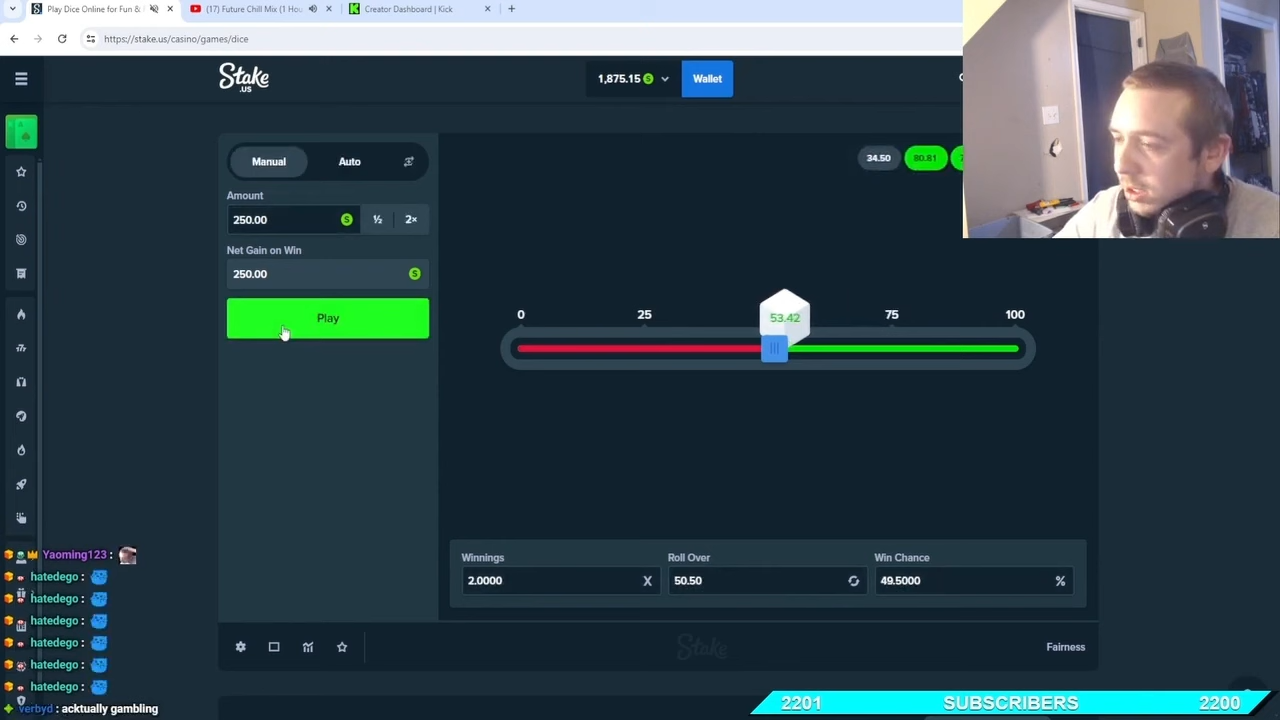 Play Dice Online for Fun &
(17) Future Chill Mix (1 Hou
Creator Dashboard | Kick
https://stake.us/casino/games/dice
Stake
.US
1,875.15
Wallet
Manual
Auto
34.50
80.81
Amount
250.00
½
2×
Net Gain on Win
250.00
Play
0
25
75
100
53.42
Winnings
Roll Over
Win Chance
2.0000
X
50.50
49.5000
%
Stake
Fairness
Yaoming123 :
hatedego :
hatedego :
hatedego :
hatedego :
hatedego :
hatedego :
verbyd : acktually gambling
2201
SUBSCRIBERS
2200